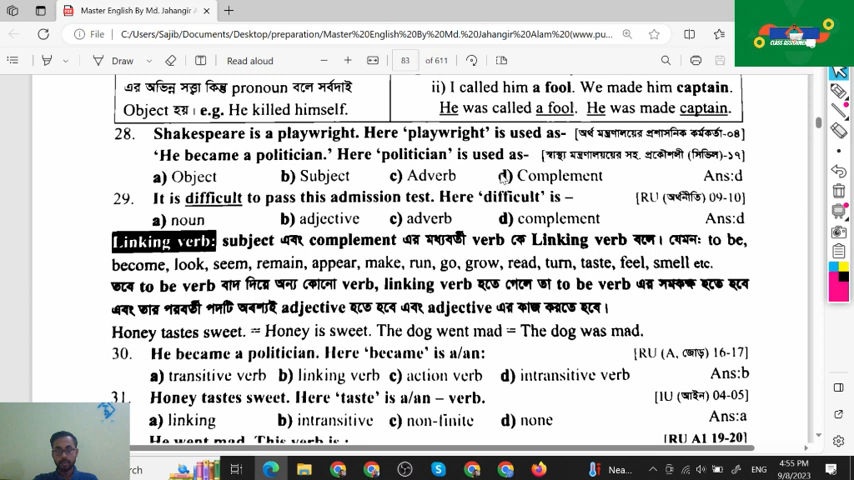 Master English By Md. Jahangir A
File
C:/Users/Sajib/Documents/Desktop/preparation/Master%20English%20By%20Md.%20Jahangir%20Alam%20(www.pu...
CLASS ASSIGNMENT
Draw
83 of 611
Read aloud
এর অভিন্ন সত্ত্বা কিন্তু pronoun বলে সর্বদাই
Object হয়। e.g. He killed himself.
ii) I called him a fool. We made him captain.
He was called a fool. He was made captain.
28. Shakespeare is a playwright. Here ‘playwright’ is used as- [অর্থ মন্ত্রণালয়ের প্রশাসনিক কর্মকর্তা-০৪]
‘He became a politician.’ Here ‘politician’ is used as- [স্বাস্থ্য মন্ত্রণালয়ের সহ. প্রকৌশলী (সিভিল)-১৭]
a) Object b) Subject c) Adverb d) Complement Ans:d
29. It is difficult to pass this admission test. Here ‘difficult’ is – [RU (অর্থনীতি) 09-10]
a) noun b) adjective c) adverb d) complement Ans:d
Linking verb: subject এবং complement এর মধ্যবর্তী verb কে Linking verb বলে। যেমন: to be,
become, look, seem, remain, appear, make, run, go, grow, read, turn, taste, feel, smell etc.
তবে to be verb বাদ দিয়ে অন্য কোনো verb, linking verb হতে গেলে তা to be verb এর সমকক্ষ হতে হবে
এবং তার পরবর্তী পদটি অবশ্যই adjective হতে হবে এবং adjective এর কাজ করতে হবে।
Honey tastes sweet. = Honey is sweet. The dog went mad = The dog was mad.
30. He became a politician. Here ‘became’ is a/an: [RU (A, জোড়) 16-17]
a) transitive verb b) linking verb c) action verb d) intransitive verb Ans:b
31. Honey tastes sweet. Here ‘taste’ is a/an – verb. [IU (আইন) 04-05]
a) linking b) intransitive c) non-finite d) none Ans:a
He went mad. This verb is : [RU A1 19-20]
rch
Nea...
ENG
4:55 PM
9/8/2023